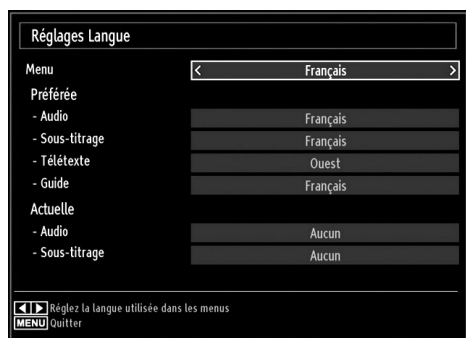 Réglages Langue
Menu < Français >
Préférée
- Audio Français
- Sous-titrage Français
- Télétexte Ouest
- Guide Français
Actuelle
- Audio Aucun
- Sous-titrage Aucun
Réglez la langue utilisée dans les menus
MENU Quitter